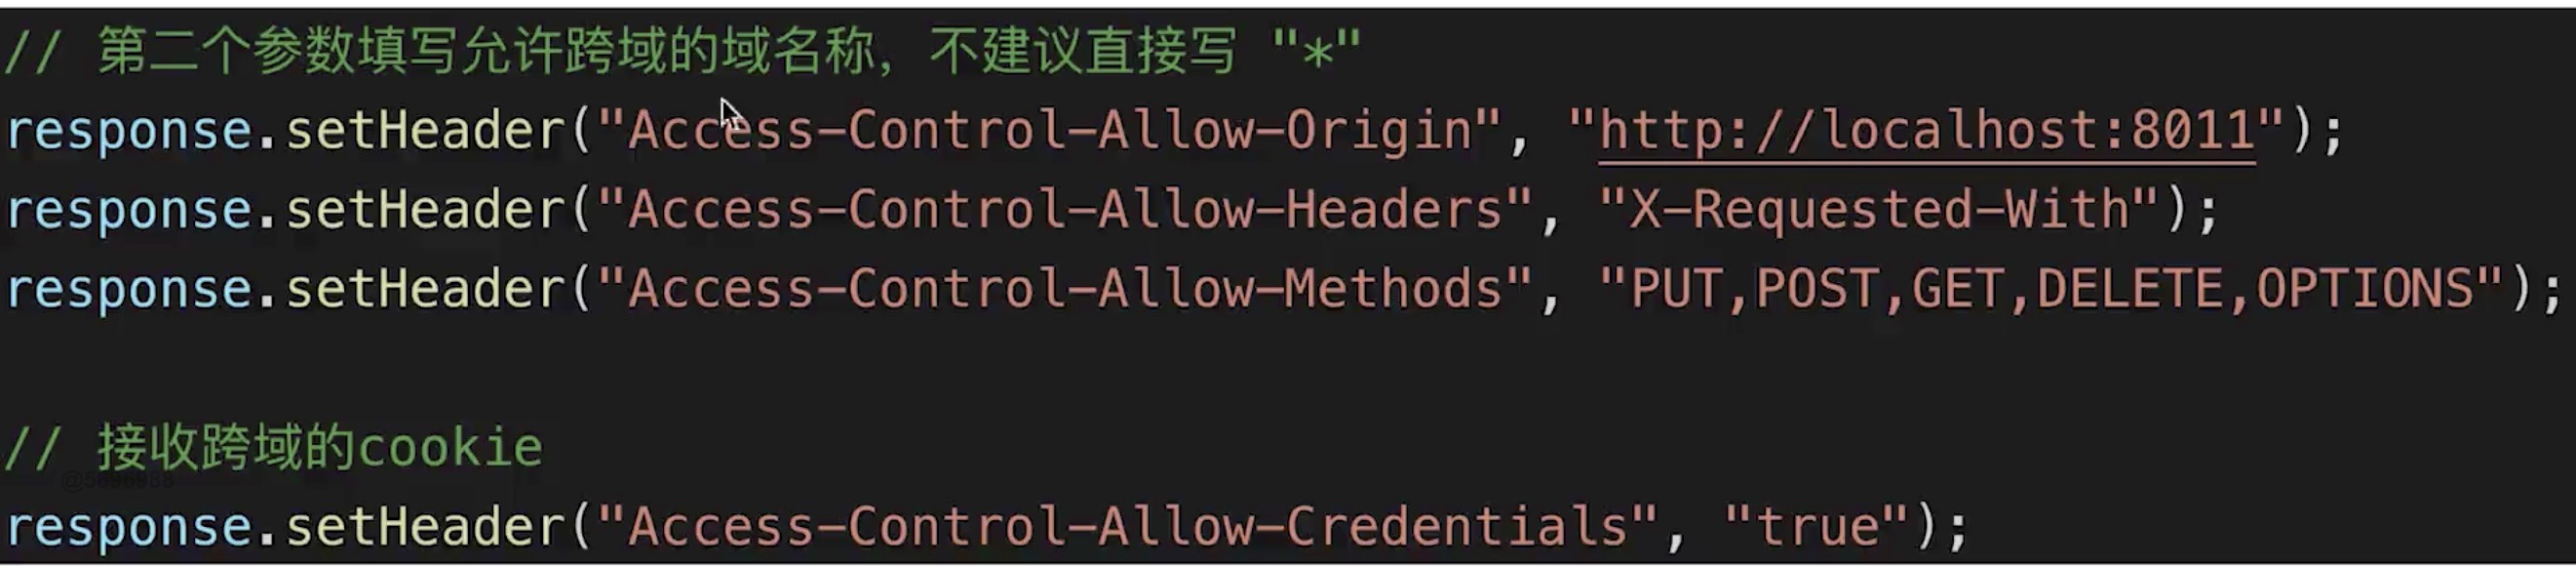 // 第二个参数填写允许跨域的域名称，不建议直接写 "*"
response.setHeader("Access-Control-Allow-Origin", "http://localhost:8011");
response.setHeader("Access-Control-Allow-Headers", "X-Requested-With");
response.setHeader("Access-Control-Allow-Methods", "PUT,POST,GET,DELETE,OPTIONS");
// 接收跨域的cookie
response.setHeader("Access-Control-Allow-Credentials", "true");